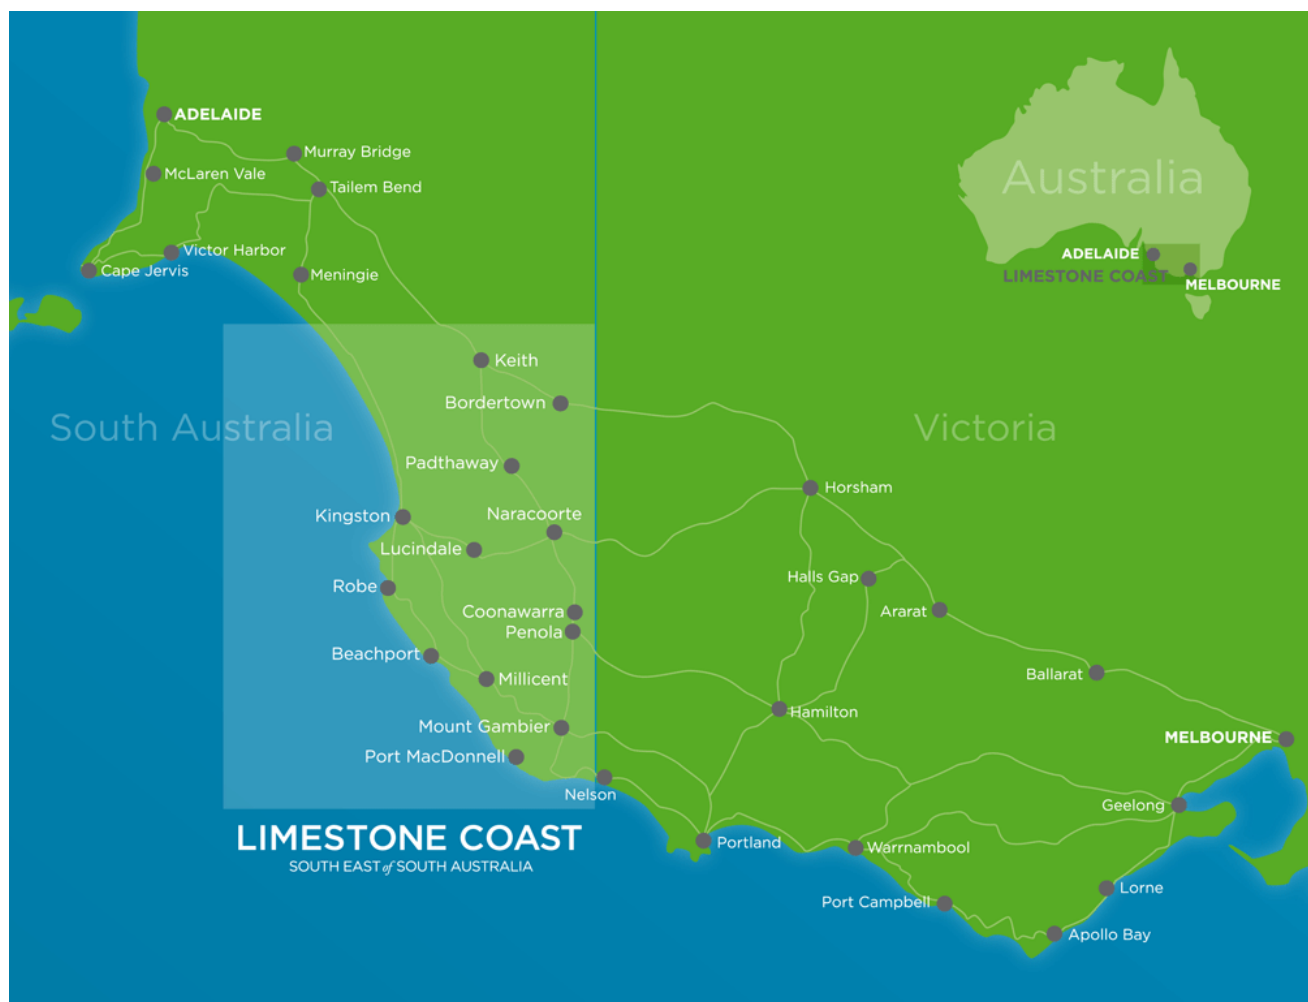 ADELAIDE
Murray Bridge
McLaren Vale
Tailem Bend
Victor Harbor
Cape Jervis
Meningie
Australia
ADELAIDE
LIMESTONE COAST
MELBOURNE
Keith
Bordertown
South Australia
Victoria
Padthaway
Horsham
Kingston
Naracoorte
Lucindale
Halls Gap
Robe
Coonawarra
Ararat
Penola
Beachport
Ballarat
Millicent
Hamilton
Mount Gambier
MELBOURNE
Port MacDonnell
Nelson
Geelong
LIMESTONE COAST
SOUTH EAST of SOUTH AUSTRALIA
Portland
Warrnambool
Lorne
Port Campbell
Apollo Bay